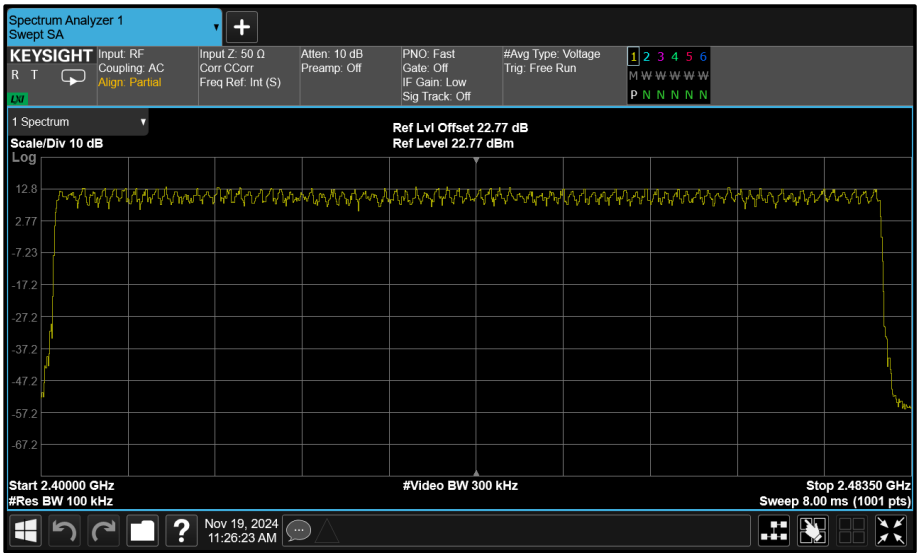 Spectrum Analyzer 1
Swept SA
+
KEYSIGHT Input: RF Input Z: 50 Ω Atten: 10 dB PNO: Fast #Avg Type: Voltage 1 2 3 4 5 6
R T Coupling: AC Corr CCorr Preamp: Off Gate: Off Trig: Free Run M W W W W W
Align: Partial Freq Ref: Int (S) IF Gain: Low
LXI Sig Track: Off P N N N N N
1 Spectrum
Ref Lvl Offset 22.77 dB
Scale/Div 10 dB Ref Level 22.77 dBm
Log
12.8
2.77
-7.23
-17.2
-27.2
-37.2
-47.2
-57.2
-67.2
Start 2.40000 GHz #Video BW 300 kHz Stop 2.48350 GHz
#Res BW 100 kHz Sweep 8.00 ms (1001 pts)
? Nov 19, 2024
11:26:23 AM